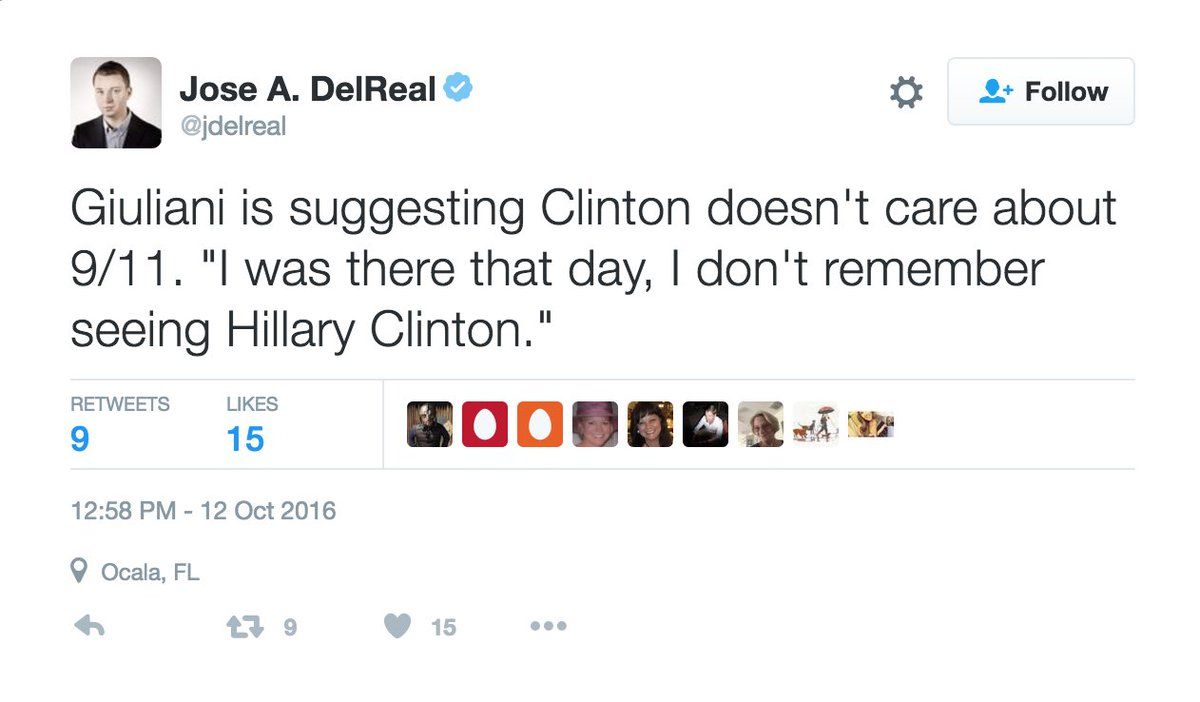 Jose A. DelReal
@jdelreal
Follow
Giuliani is suggesting Clinton doesn't care about
9/11. "I was there that day, I don't remember
seeing Hillary Clinton."
RETWEETS
9
LIKES
15
12:58 PM - 12 Oct 2016
Ocala, FL
9
15